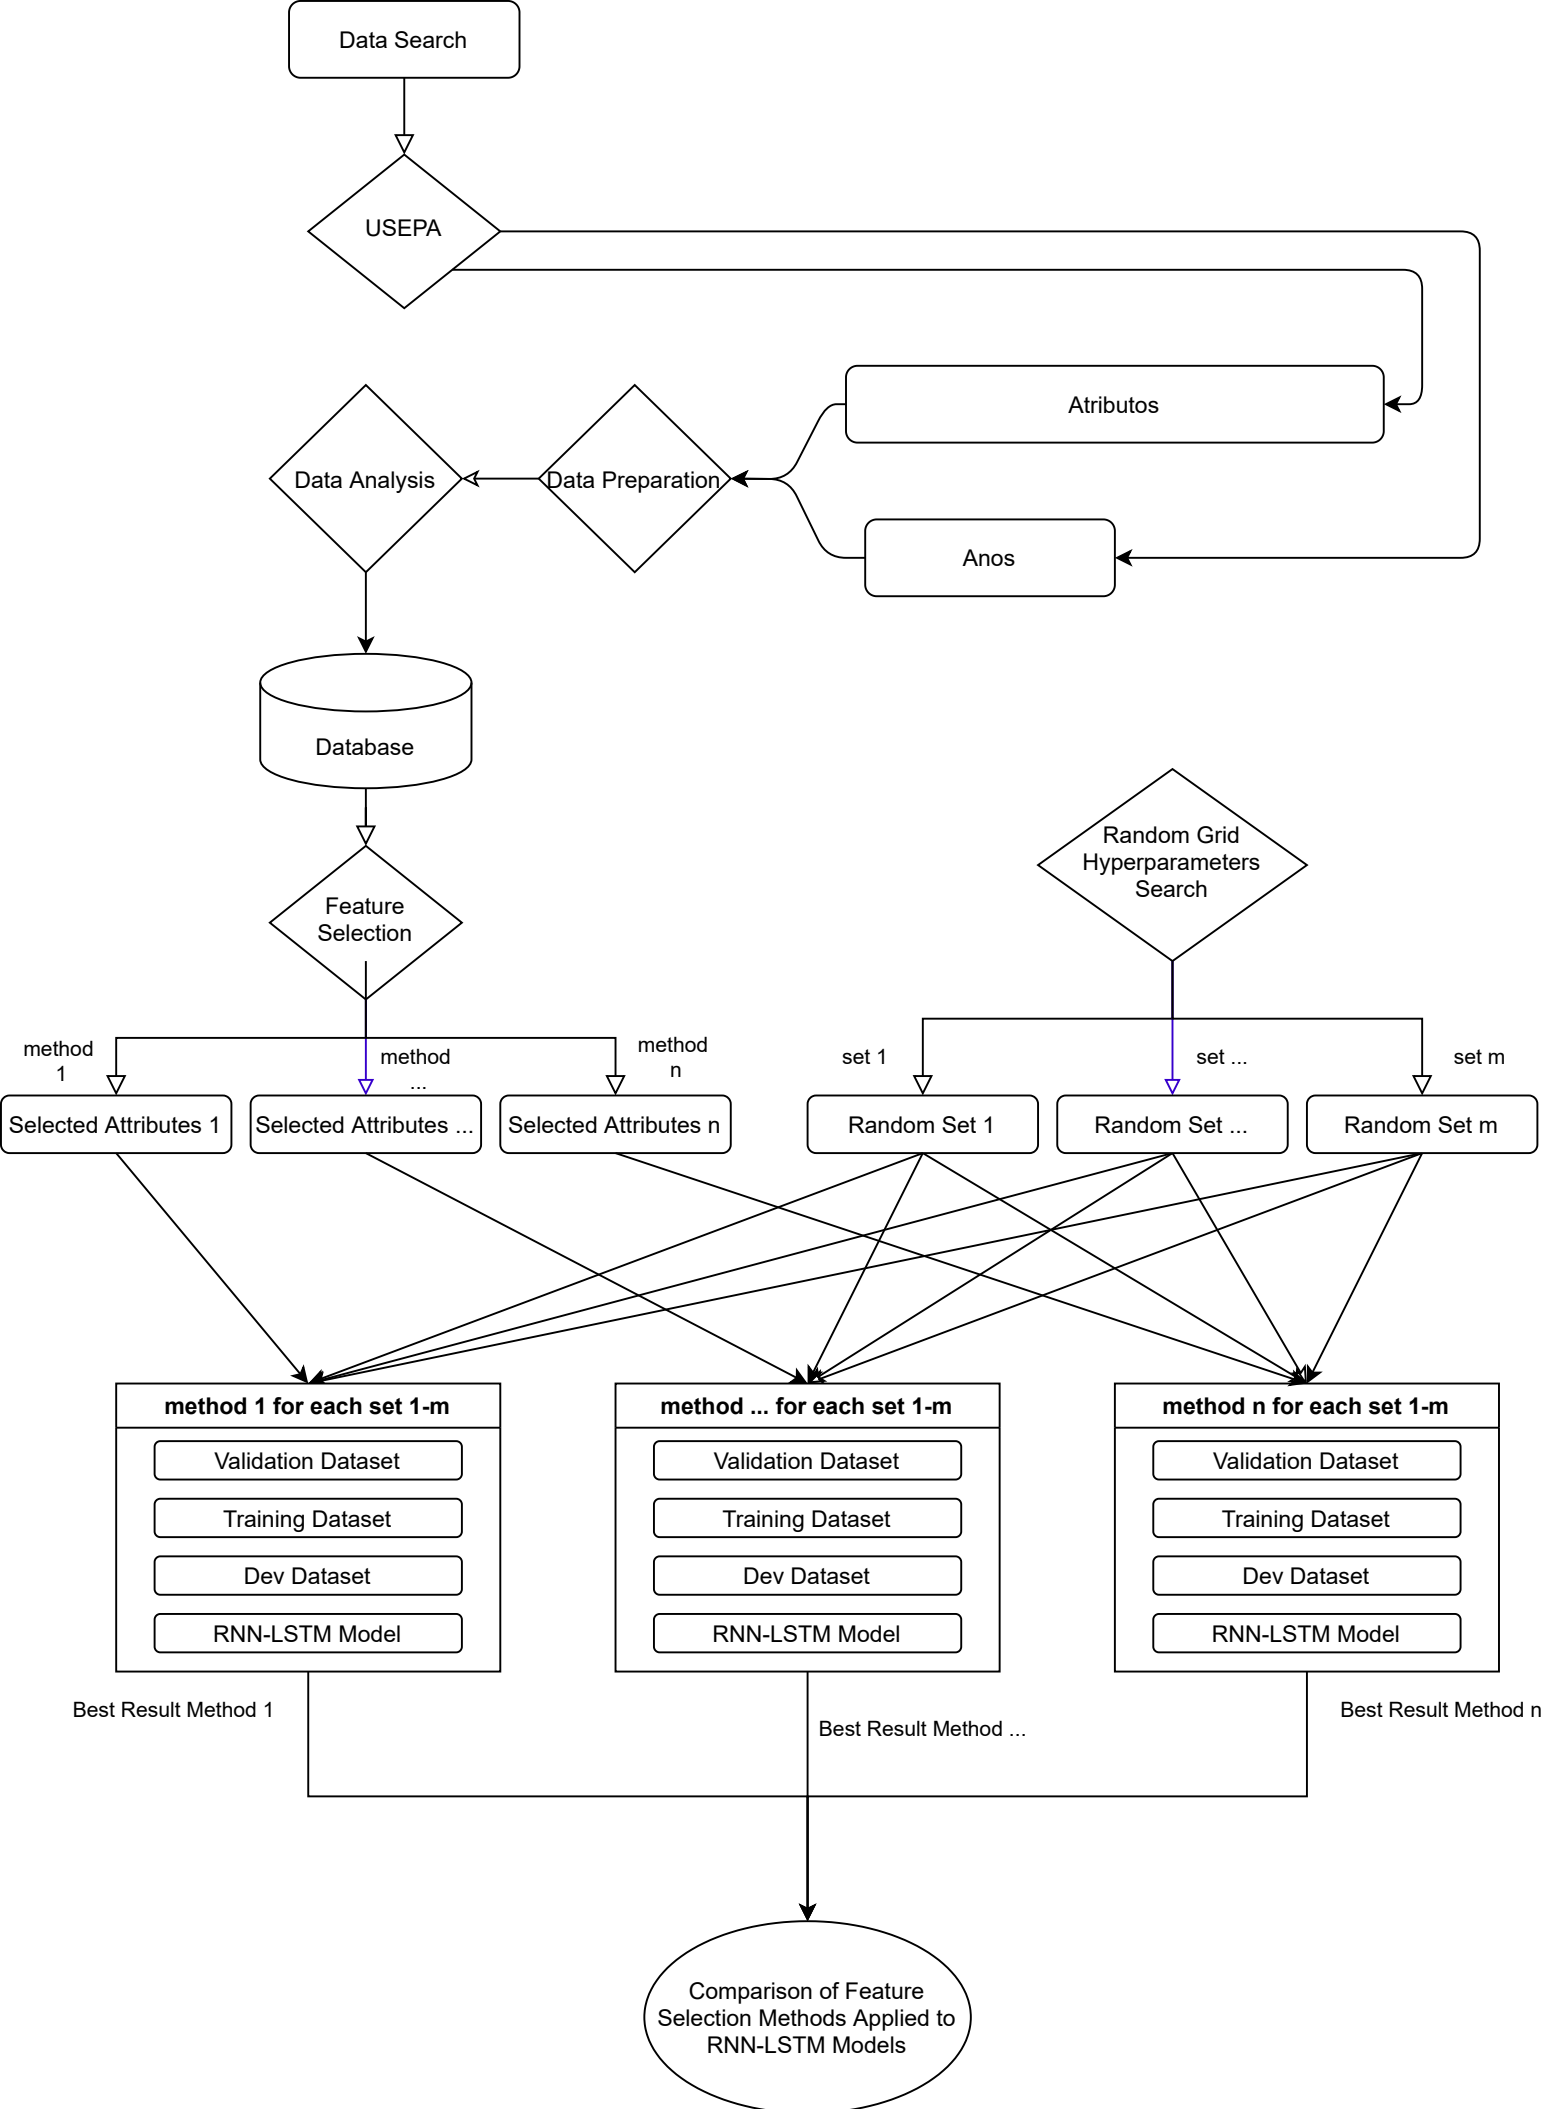 Data Search
USEPA
Atributos
Data Analysis
Data Preparation
Anos
Database
Random Grid
Hyperparameters
Search
Feature
Selection
method
1
method
...
method
n
set 1
set ...
set m
Selected Attributes 1
Selected Attributes ...
Selected Attributes n
Random Set 1
Random Set ...
Random Set m
method 1 for each set 1-m
Validation Dataset
Training Dataset
Dev Dataset
RNN-LSTM Model
method ... for each set 1-m
Validation Dataset
Training Dataset
Dev Dataset
RNN-LSTM Model
method n for each set 1-m
Validation Dataset
Training Dataset
Dev Dataset
RNN-LSTM Model
Best Result Method 1
Best Result Method ...
Best Result Method n
Comparison of Feature
Selection Methods Applied to
RNN-LSTM Models